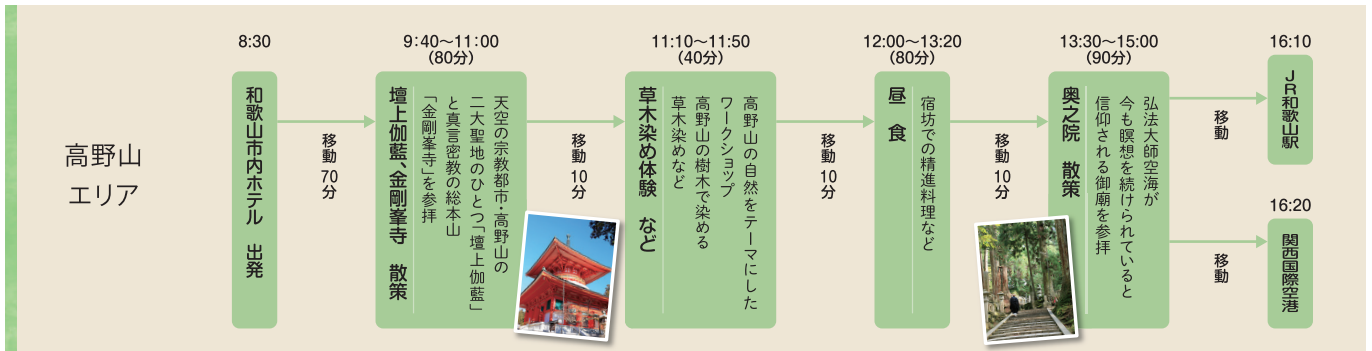 高野山
エリア
8:30
和歌山市内ホテル　出発
移動 70分
9:40〜11:00
(80分)
壇上伽藍、金剛峯寺　散策
天空の宗教都市・高野山の
二大聖地のひとつ「壇上伽藍」
と真言密教の総本山
「金剛峯寺」を参拝
移動 10分
11:10〜11:50
(40分)
草木染め体験　など
高野山の自然をテーマにした
ワークショップ
高野山の樹木で染める
草木染めなど
移動 10分
12:00〜13:20
(80分)
昼　食
宿坊での精進料理など
移動 10分
13:30〜15:00
(90分)
奥之院　散策
弘法大師空海が
今も瞑想を続けられていると
信仰される御廟を参拝
移動
16:10
JR和歌山駅
移動
16:20
関西国際空港